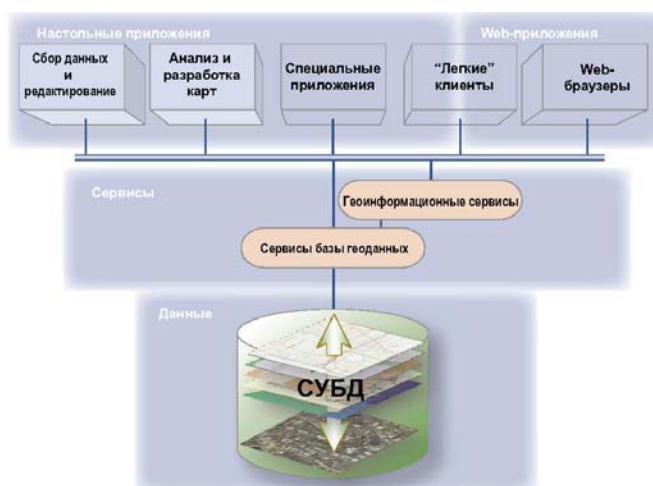 Настольные приложения
Web-приложения
Сбор данных
и
редактирование
Анализ и
разработка
карт
Специальные
приложения
“Легкие”
клиенты
Web-
браузеры
Сервисы
Геоинформационные сервисы
Сервисы базы геоданных
Данные
СУБД